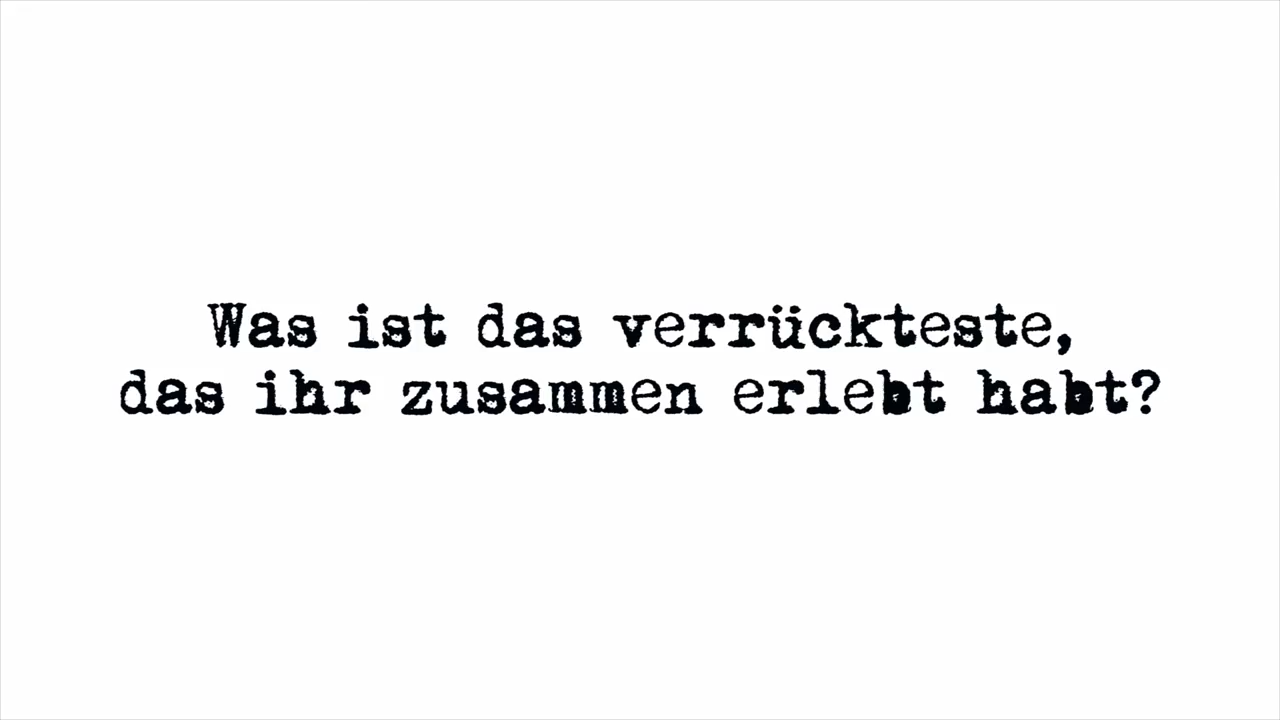 Was ist das verrückteste,
das ihr zusammen erlebt habt?